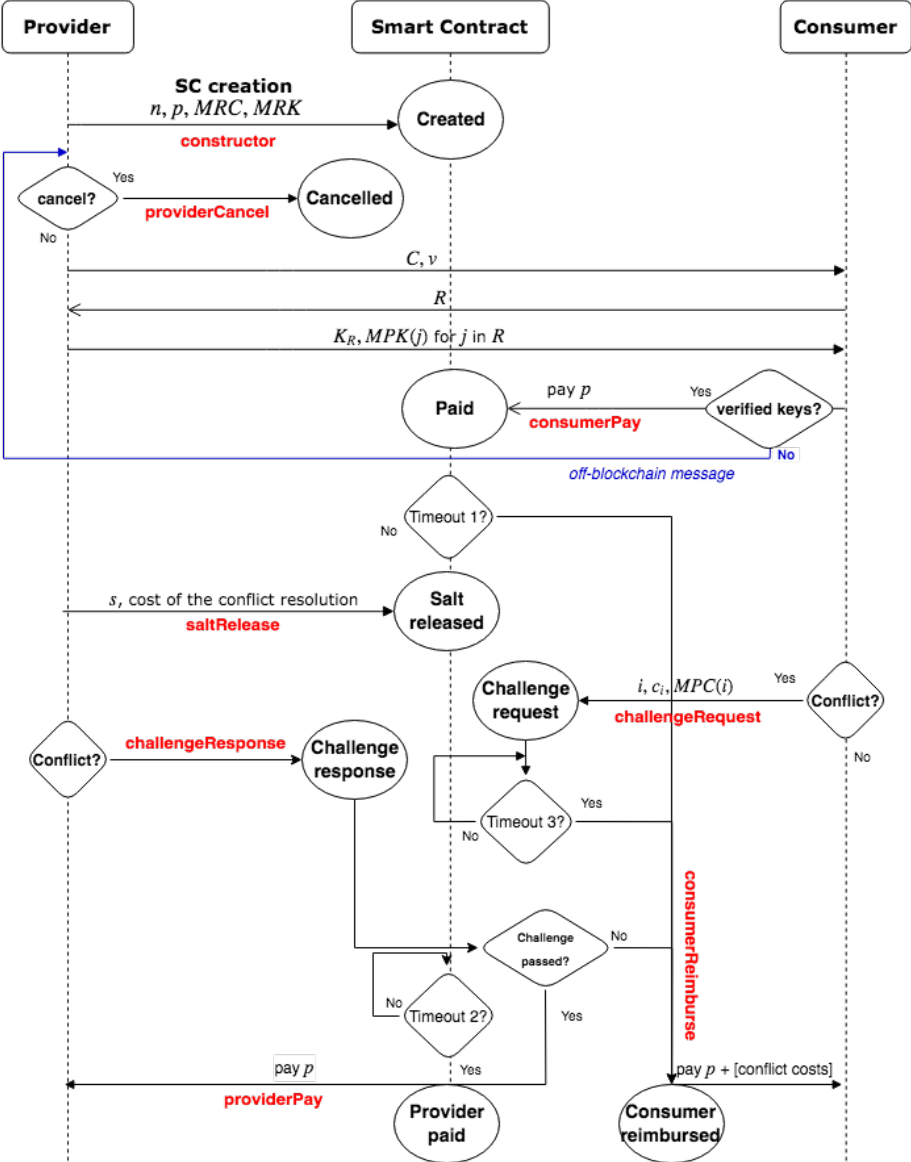 Provider
Smart Contract
Consumer
SC creation
n, p, MRC, MRK
constructor
Created
cancel?
Yes
providerCancel
Cancelled
No
C, v
R
K_R, MPK(j) for j in R
Paid
pay p
consumerPay
Yes
verified keys?
No
off-blockchain message
Timeout 1?
No
s, cost of the conflict resolution
saltRelease
Salt
released
Challenge
request
i, c_i, MPC(i)
challengeRequest
Yes
Conflict?
No
Conflict?
challengeResponse
Challenge
response
Timeout 3?
Yes
No
consumerReimburse
Challenge
passed?
No
Yes
Timeout 2?
No
Yes
pay p
providerPay
Provider
paid
pay p + [conflict costs]
Consumer
reimbursed